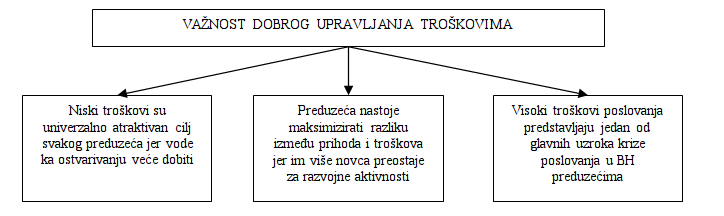 VAŽNOST DOBROG UPRAVLJANJA TROŠKOVIMA
Niski troškovi su
univerzalno atraktivan cilj
svakog preduzeća jer vode
ka ostvarivanju veće dobiti
Preduzeća nastoje
maksimizirati razliku
između prihoda i troškova
jer im više novca preostaje
za razvojne aktivnosti
Visoki troškovi poslovanja
predstavljaju jedan od
glavnih uzroka krize
poslovanja u BH
preduzećima